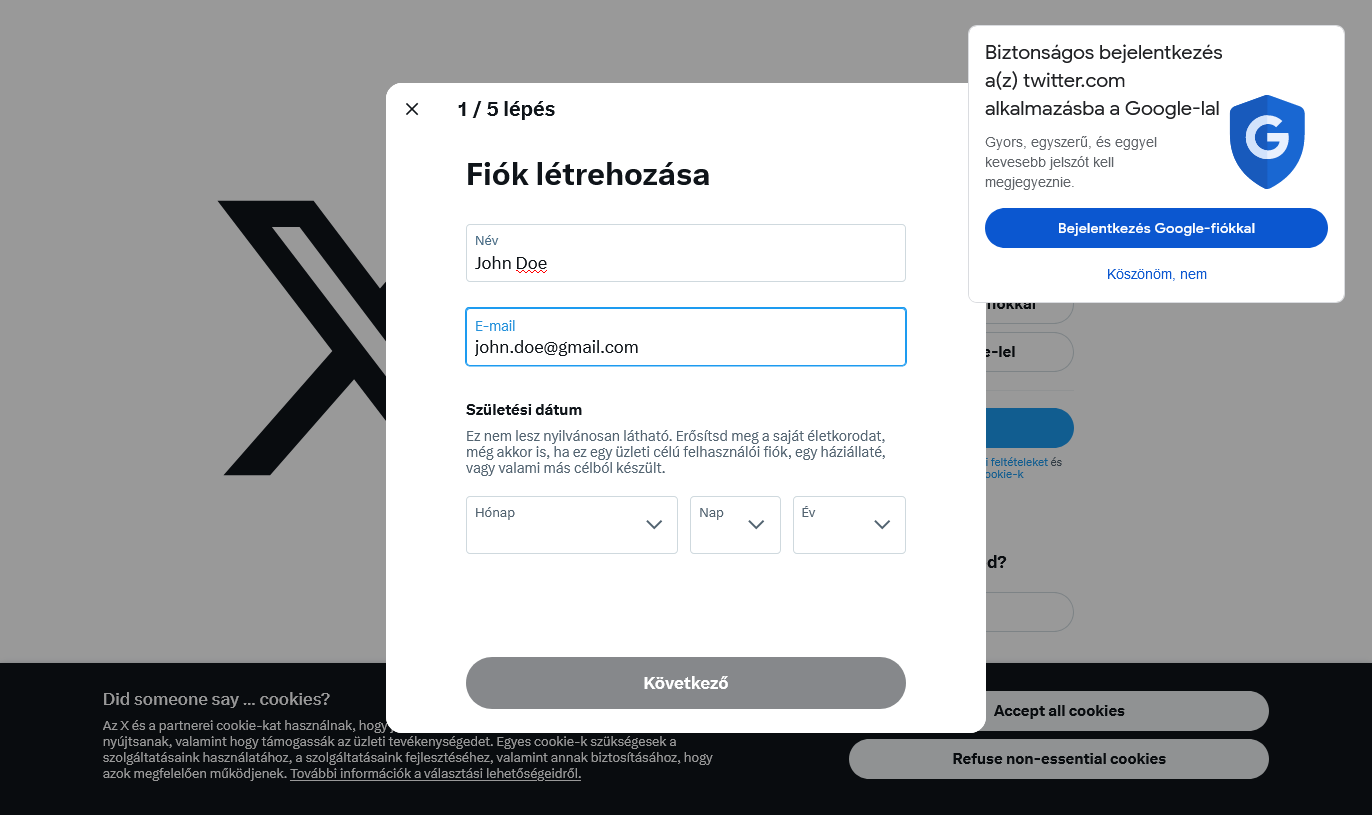 1 / 5 lépés
Fiók létrehozása
Név
John Doe
E-mail
john.doe@gmail.com
Születési dátum
Ez nem lesz nyilvánosan látható. Erősítsd meg a saját életkorodat,
még akkor is, ha ez egy üzleti célú felhasználói fiók, egy háziállaté,
vagy valami más célból készült.
Hónap
Nap
Év
Következő
Biztonságos bejelentkezés
a(z) twitter.com
alkalmazásba a Google-lal
Gyors, egyszerű, és eggyel
kevesebb jelszót kell
megjegyeznie.
Bejelentkezés Google-fiókkal
Köszönöm, nem
e-lel
i feltételeket és
ookie-k
d?
Did someone say … cookies?
Az X és a partnerei cookie-kat használnak, hogy
nyújtsanak, valamint hogy támogassák az üzleti tevékenységedet. Egyes cookie-k szükségesek a
szolgáltatásaink használatához, a szolgáltatásaink fejlesztéséhez, valamint annak biztosításához, hogy
azok megfelelően működjenek. További információk a választási lehetőségeidről.
Accept all cookies
Refuse non-essential cookies